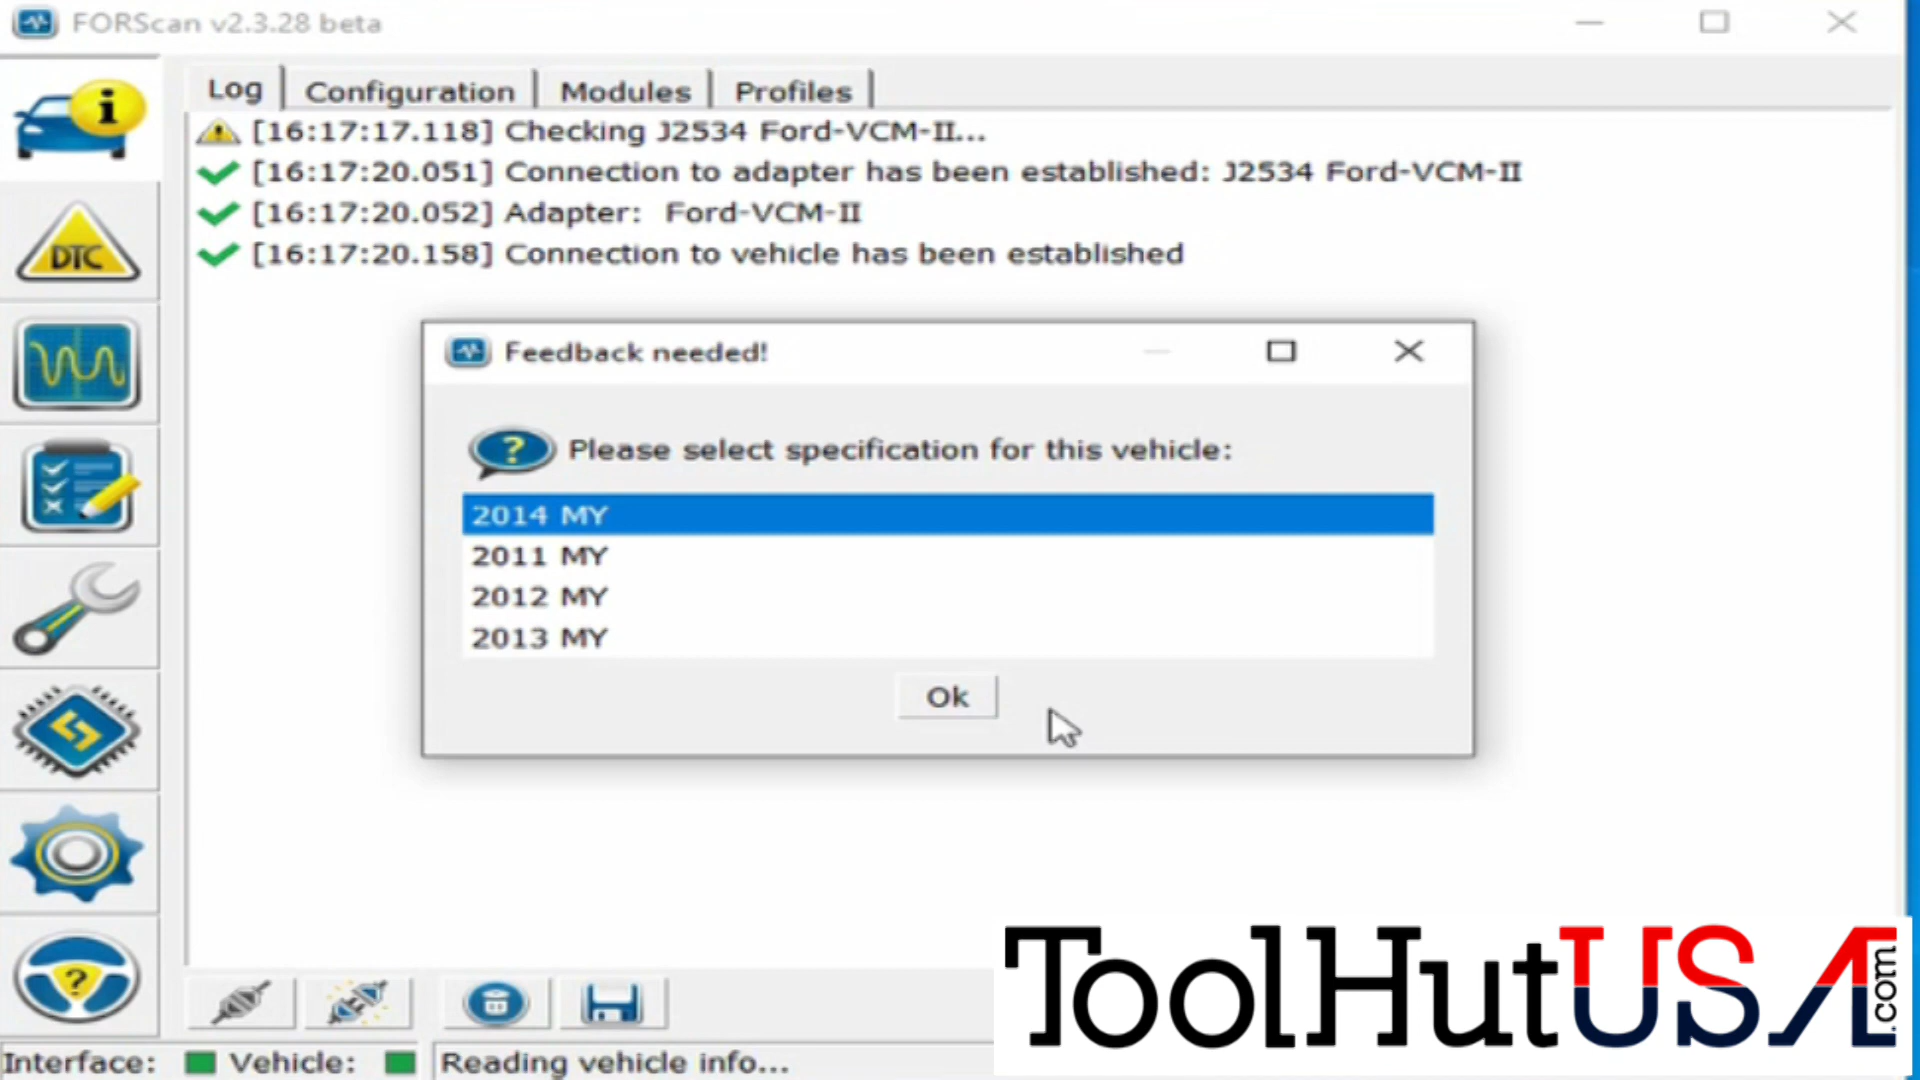 FORScan v2.3.28 beta
Log Configuration Modules Profiles
[16:17:17.118] Checking J2534 Ford-VCM-II...
[16:17:20.051] Connection to adapter has been established: J2534 Ford-VCM-II
[16:17:20.052] Adapter: Ford-VCM-II
[16:17:20.158] Connection to vehicle has been established
i
DTC
Feedback needed!
? Please select specification for this vehicle:
2014 MY
2011 MY
2012 MY
2013 MY
Ok
?
ToolHutUSA.com
Interface: Vehicle: Reading vehicle info...